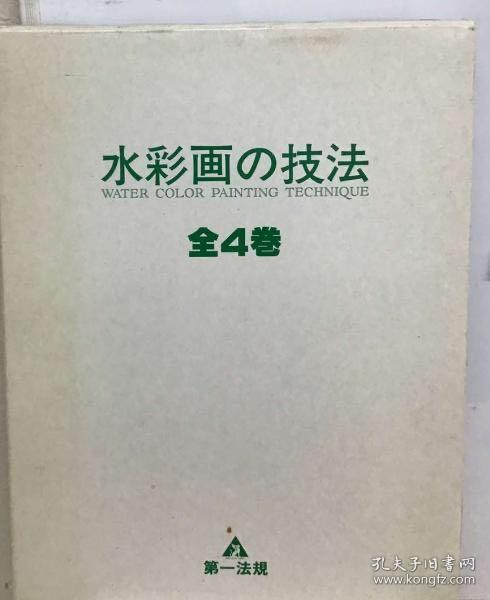 水彩画の技法
WATER COLOR PAINTING TECHNIQUE
全4巻
第一法規
孔夫子旧书网
www.kongfz.com